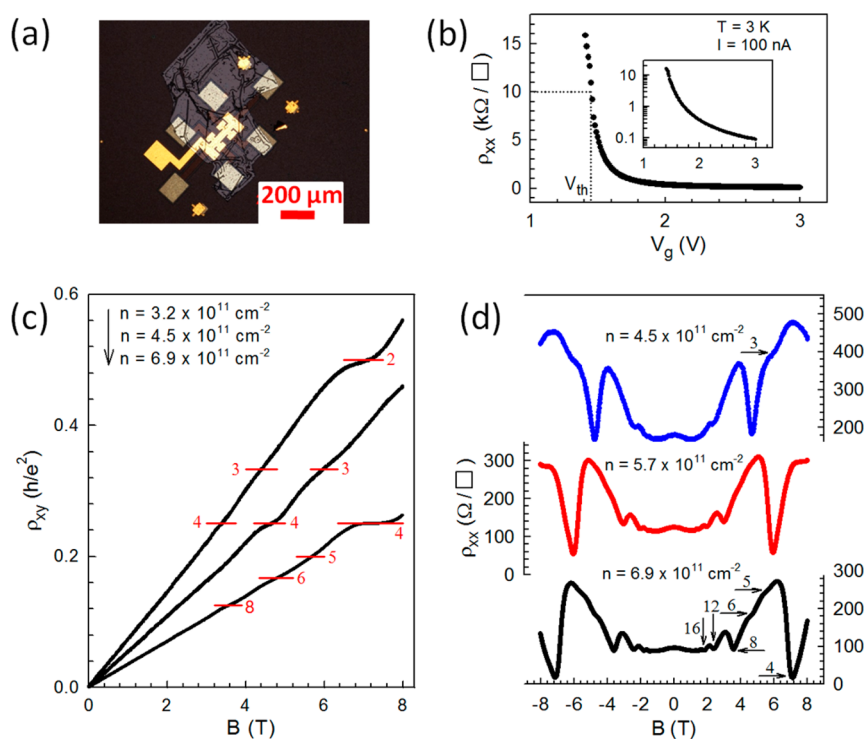 (a)
200 μm
(b)
T = 3 K
I = 100 nA
ρxx (kΩ / □)
15
10
5
0
10
1
0.1
1 2 3
Vth
1 2 3
Vg (V)
(c)
n = 3.2 x 10¹¹ cm⁻²
n = 4.5 x 10¹¹ cm⁻²
n = 6.9 x 10¹¹ cm⁻²
ρxy (h/e²)
0.6
0.4
0.2
0.0
2
3 3
4 4 4
5
6
8
0 2 4 6 8
B (T)
(d)
n = 4.5 x 10¹¹ cm⁻²
3
500
400
300
200
n = 5.7 x 10¹¹ cm⁻²
ρxx (Ω / □)
300
200
100
0
n = 6.9 x 10¹¹ cm⁻²
5
12 6
16
8
4
300
200
100
0
-8 -6 -4 -2 0 2 4 6 8
B (T)